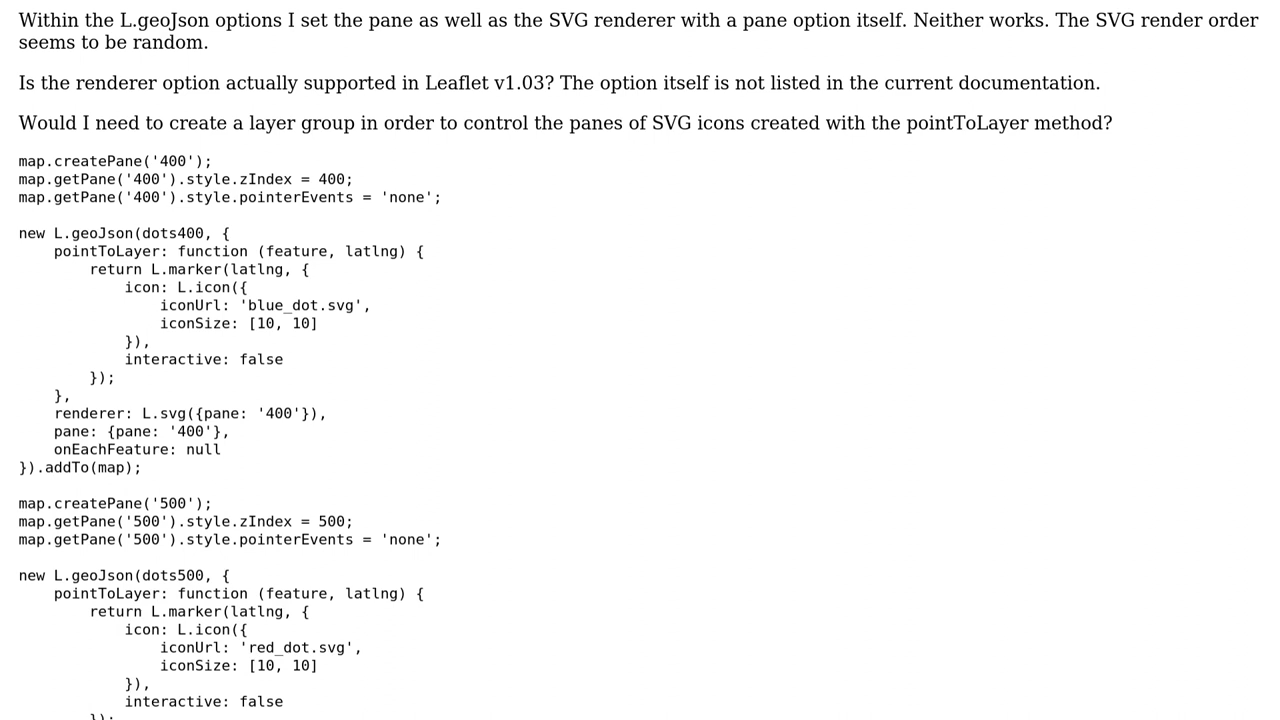 Within the L.geoJson options I set the pane as well as the SVG renderer with a pane option itself. Neither works. The SVG render order
seems to be random.
Is the renderer option actually supported in Leaflet v1.03? The option itself is not listed in the current documentation.
Would I need to create a layer group in order to control the panes of SVG icons created with the pointToLayer method?
map.createPane('400');
map.getPane('400').style.zIndex = 400;
map.getPane('400').style.pointerEvents = 'none';
new L.geoJson(dots400, {
    pointToLayer: function (feature, latlng) {
        return L.marker(latlng, {
            icon: L.icon({
                iconUrl: 'blue_dot.svg',
                iconSize: [10, 10]
            }),
            interactive: false
        });
    },
    renderer: L.svg({pane: '400'}),
    pane: {pane: '400'},
    onEachFeature: null
}).addTo(map);
map.createPane('500');
map.getPane('500').style.zIndex = 500;
map.getPane('500').style.pointerEvents = 'none';
new L.geoJson(dots500, {
    pointToLayer: function (feature, latlng) {
        return L.marker(latlng, {
            icon: L.icon({
                iconUrl: 'red_dot.svg',
                iconSize: [10, 10]
            }),
            interactive: false
        });